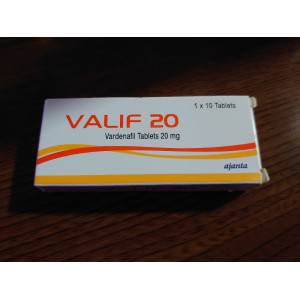 1 x 10 Tablets
VALIF 20
Vardenafil Tablets 20 mg
ajanta